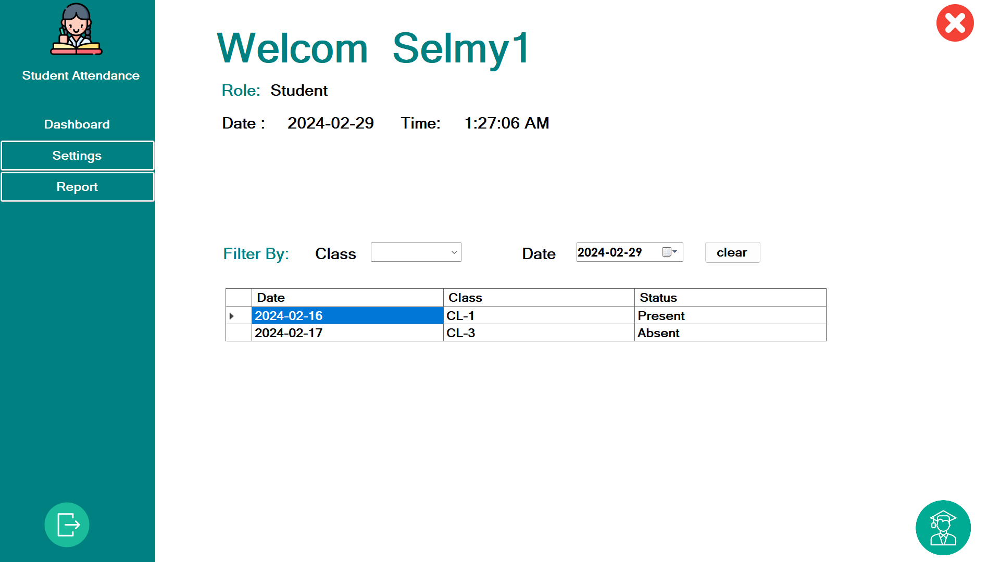 Student Attendance
Dashboard
Settings
Report
Welcom Selmy1
Role: Student
Date : 2024-02-29 Time: 1:27:06 AM
Filter By: Class Date 2024-02-29 clear
Date Class Status
2024-02-16 CL-1 Present
2024-02-17 CL-3 Absent